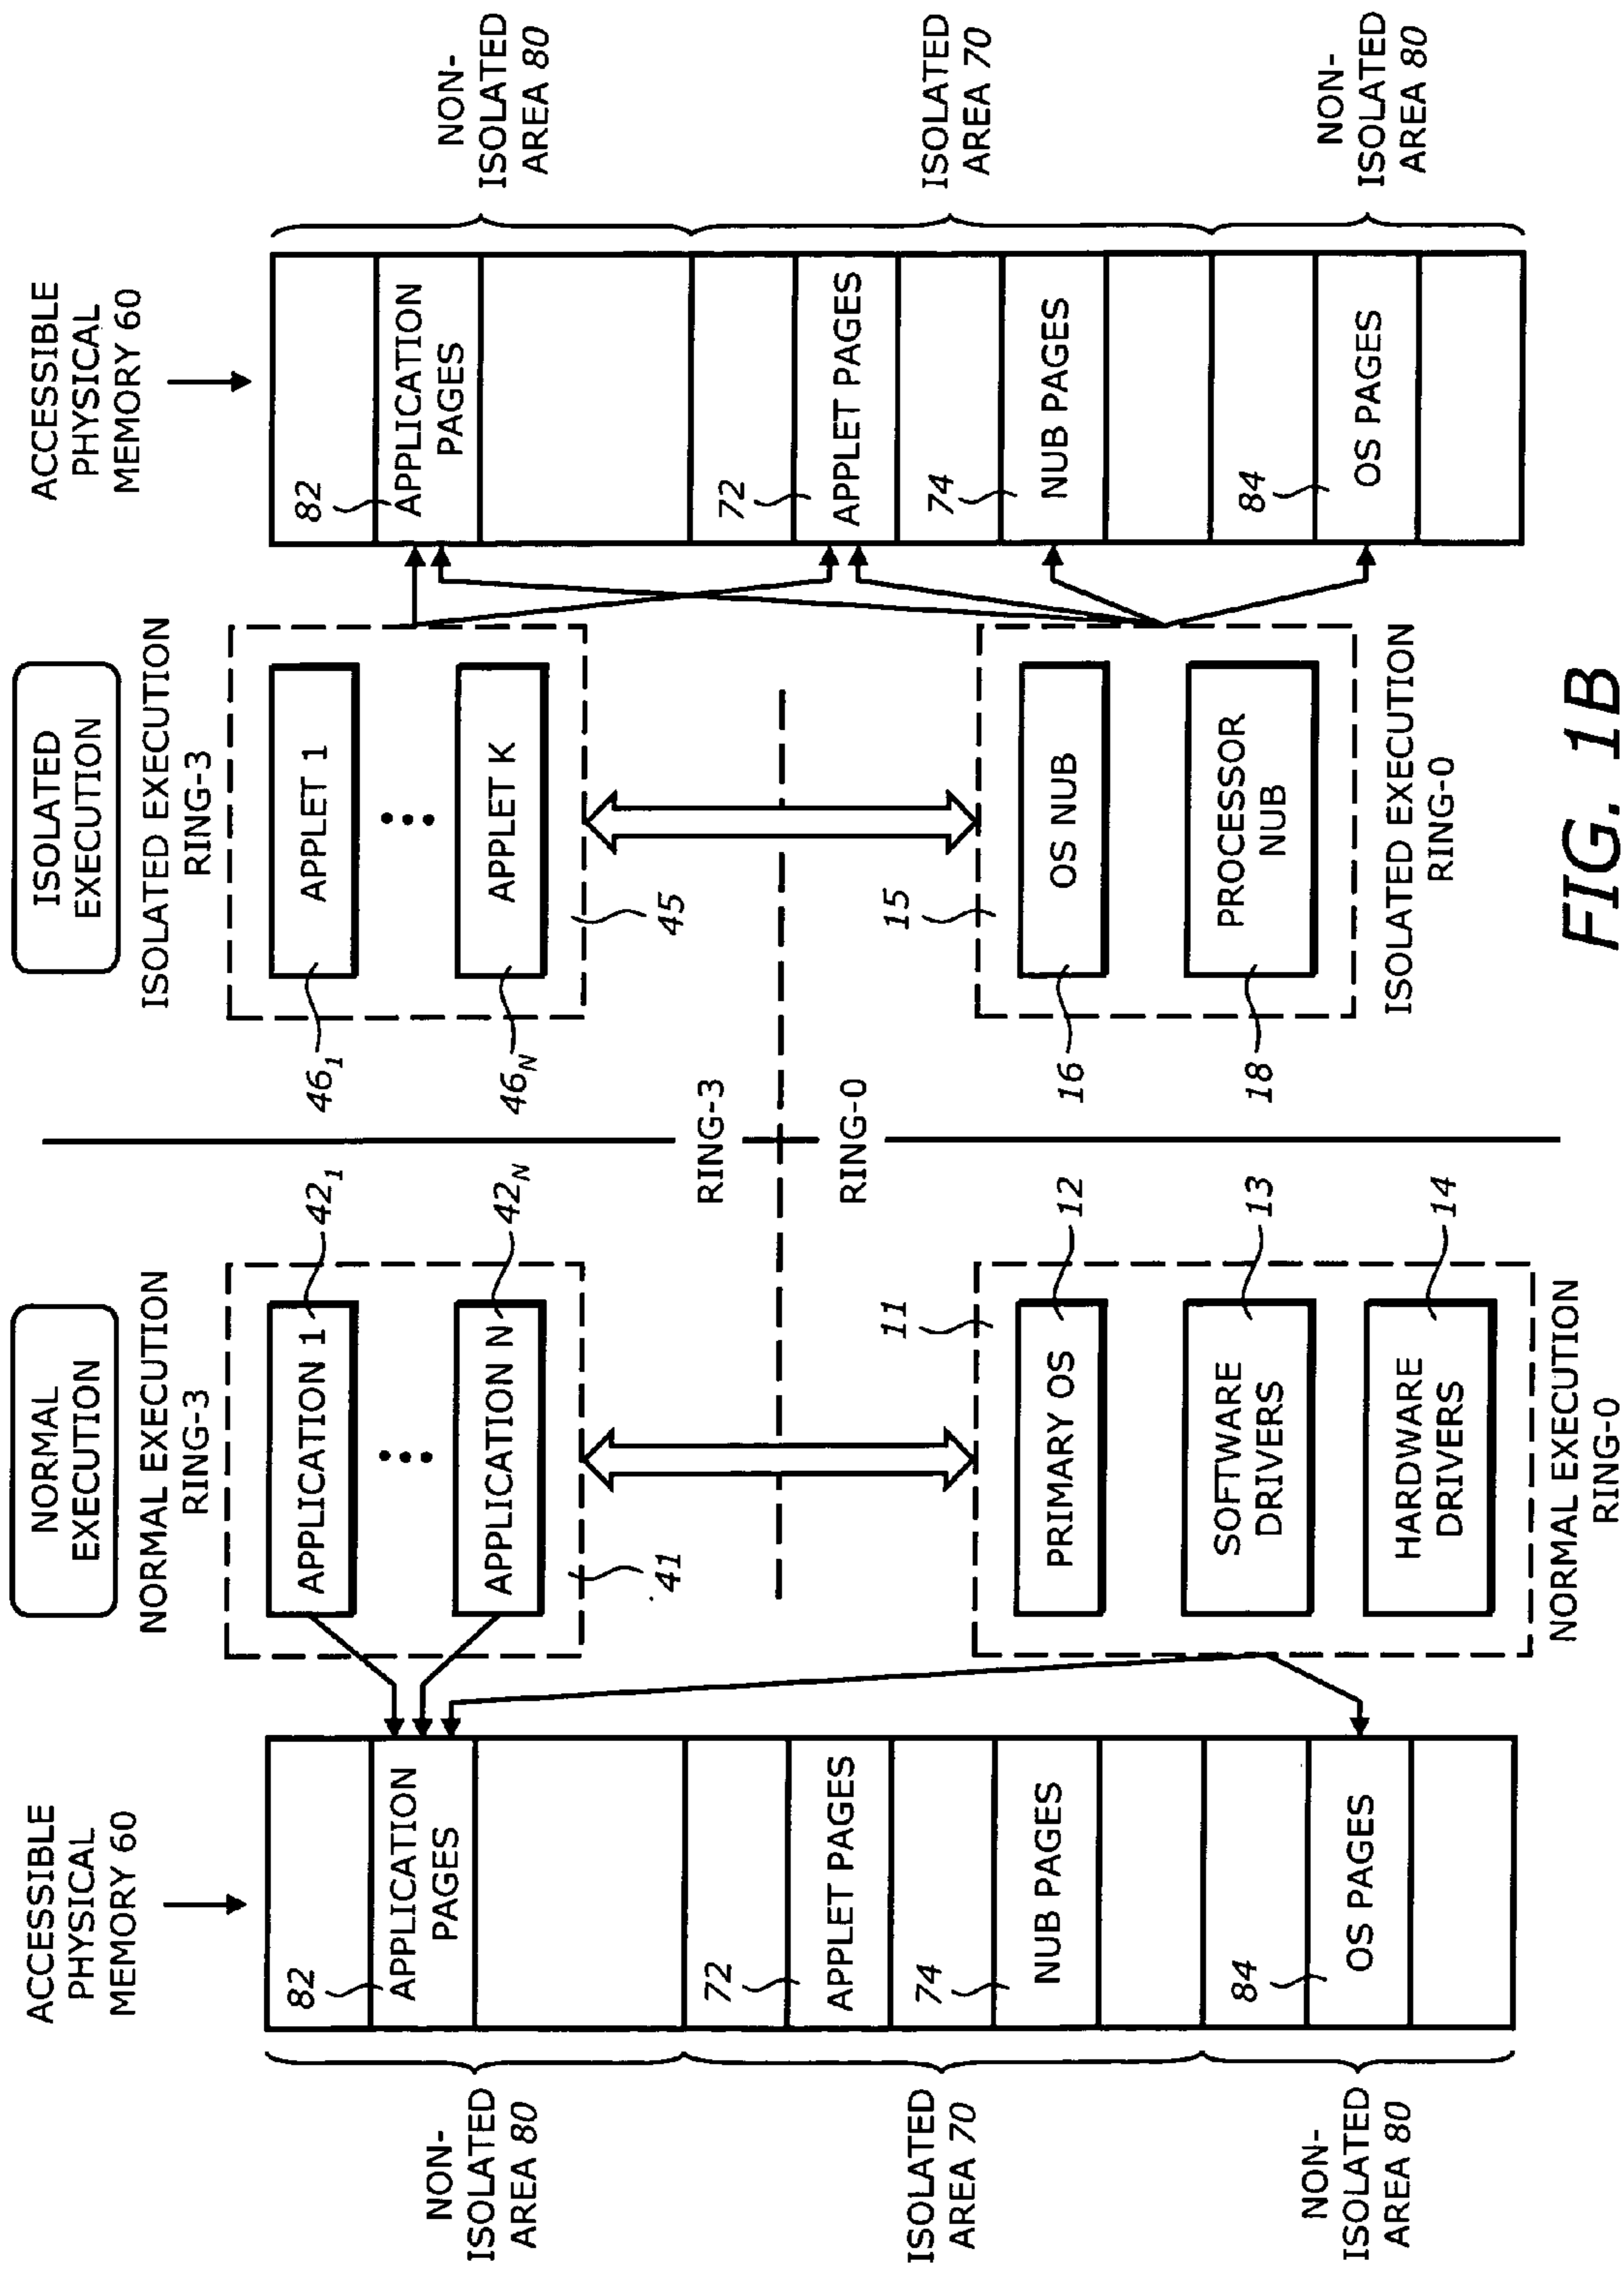 ACCESSIBLE
PHYSICAL
MEMORY 60
NON-
ISOLATED
AREA 80
ISOLATED
AREA 70
NON-
ISOLATED
AREA 80
82
APPLICATION
PAGES
72
APPLET PAGES
74
NUB PAGES
84
OS PAGES
NORMAL
EXECUTION
NORMAL EXECUTION
RING-3
APPLICATION 1
42₁
•••
APPLICATION N
42N
41
11
PRIMARY OS
12
SOFTWARE
DRIVERS
13
HARDWARE
DRIVERS
14
NORMAL EXECUTION
RING-0
RING-3
RING-0
ISOLATED
EXECUTION
ISOLATED EXECUTION
RING-3
46₁
APPLET 1
•••
46N
APPLET K
45
15
16
OS NUB
18
PROCESSOR
NUB
ISOLATED EXECUTION
RING-0
ACCESSIBLE
PHYSICAL
MEMORY 60
82
APPLICATION
PAGES
72
APPLET PAGES
74
NUB PAGES
84
OS PAGES
NON-
ISOLATED
AREA 80
ISOLATED
AREA 70
NON-
ISOLATED
AREA 80
FIG. 1B